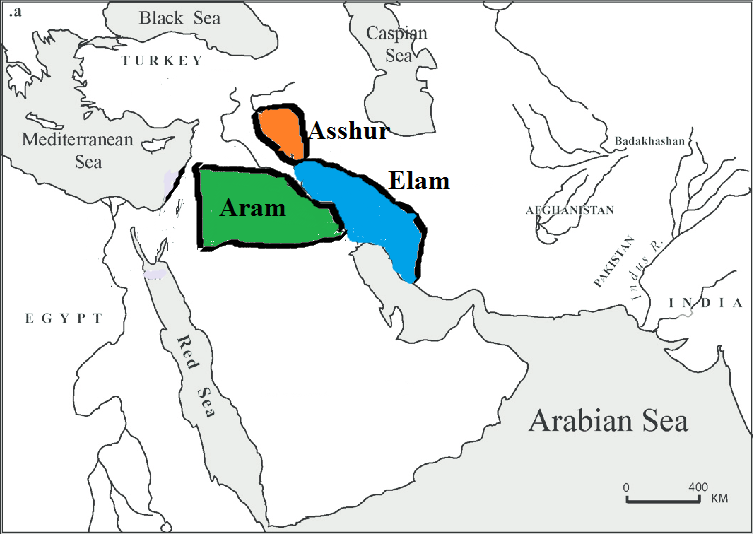 .a
Black Sea
TURKEY
Caspian
Sea
Mediterranean
Sea
Asshur
Badakhashan
Elam
Aram
AFGHANISTAN
PAKISTAN
Indus R.
INDIA
EGYPT
Red Sea
Arabian Sea
0 400
KM